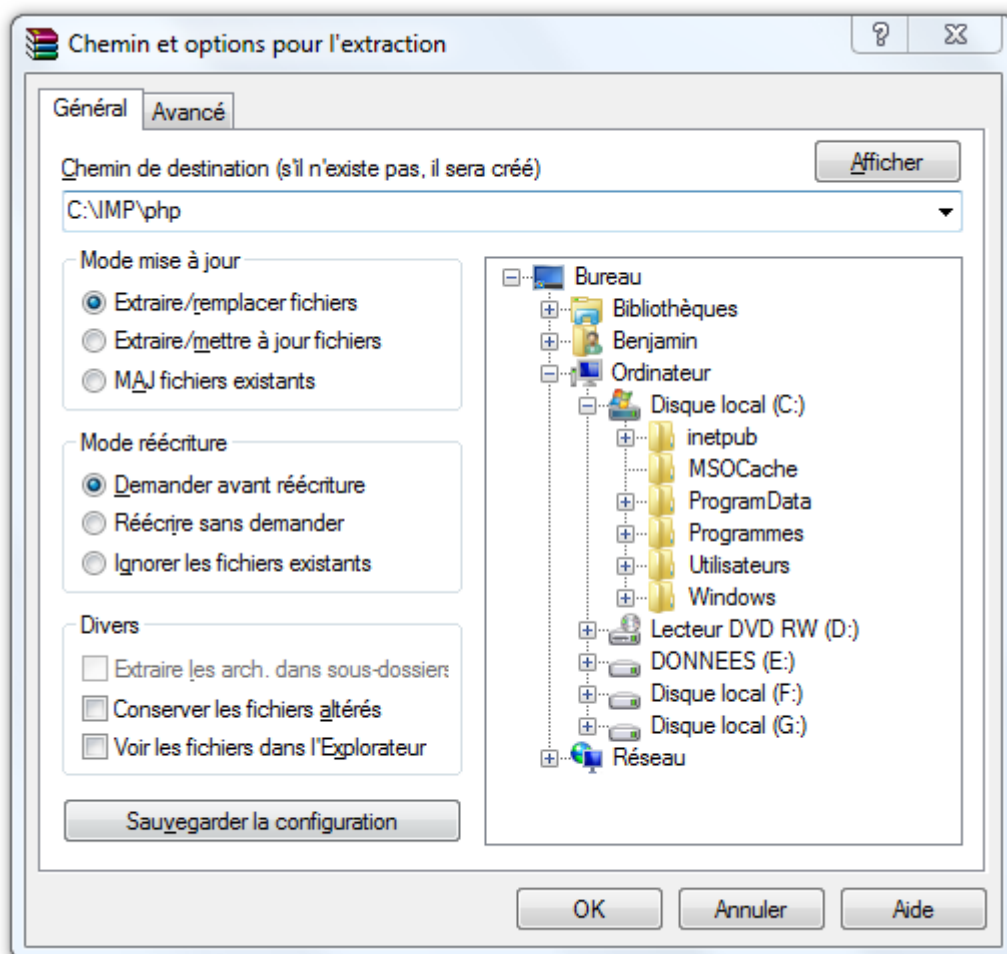 Chemin et options pour l'extraction
Général
Avancé
Chemin de destination (s'il n'existe pas, il sera créé)
Afficher
C:\IMP\php
Mode mise à jour
Extraire/remplacer fichiers
Extraire/mettre à jour fichiers
MAJ fichiers existants
Mode réécriture
Demander avant réécriture
Réécrire sans demander
Ignorer les fichiers existants
Divers
Extraire les arch. dans sous-dossiers
Conserver les fichiers altérés
Voir les fichiers dans l'Explorateur
Sauvegarder la configuration
Bureau
Bibliothèques
Benjamin
Ordinateur
Disque local (C:)
inetpub
MSOCache
ProgramData
Programmes
Utilisateurs
Windows
Lecteur DVD RW (D:)
DONNEES (E:)
Disque local (F:)
Disque local (G:)
Réseau
OK
Annuler
Aide